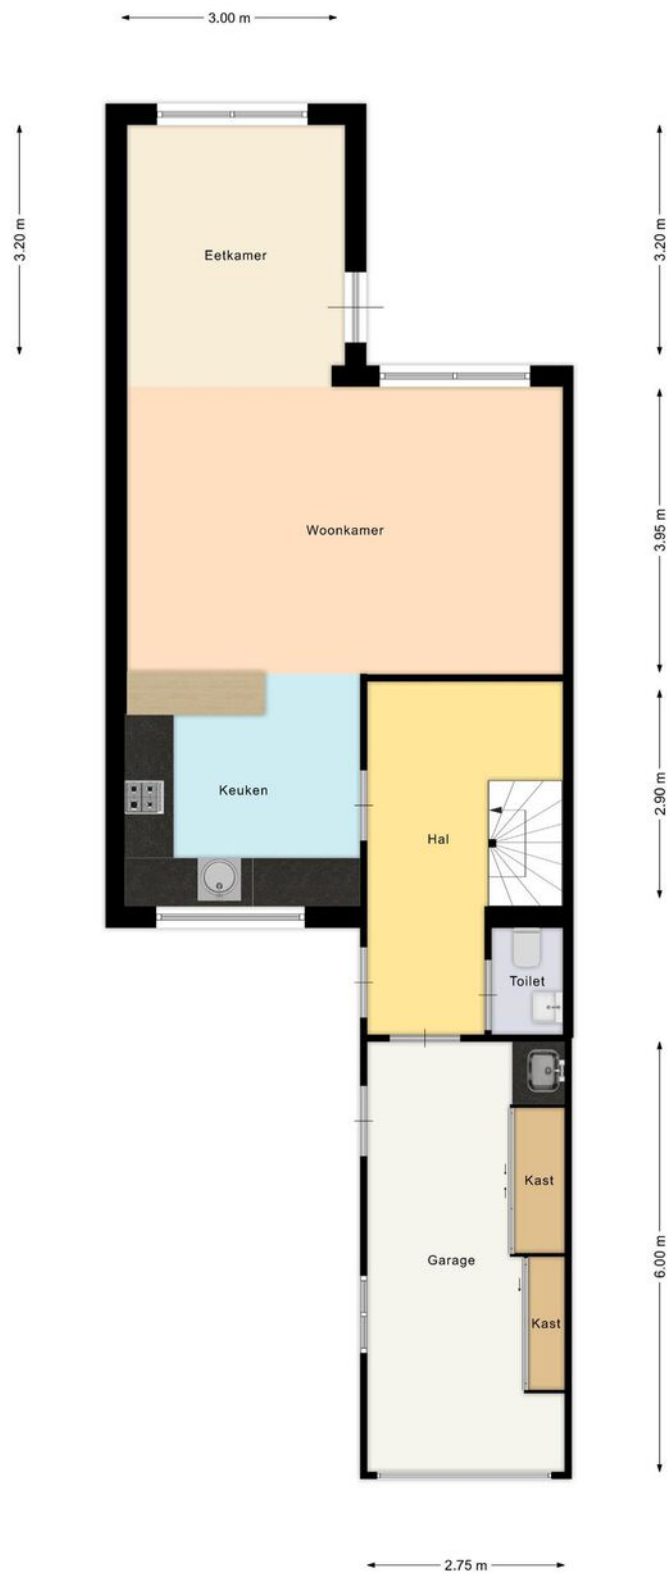 3.00 m
3.20 m
3.20 m
Eetkamer
3.95 m
Woonkamer
2.90 m
Keuken
Hal
Toilet
Kast
6.00 m
Garage
Kast
2.75 m